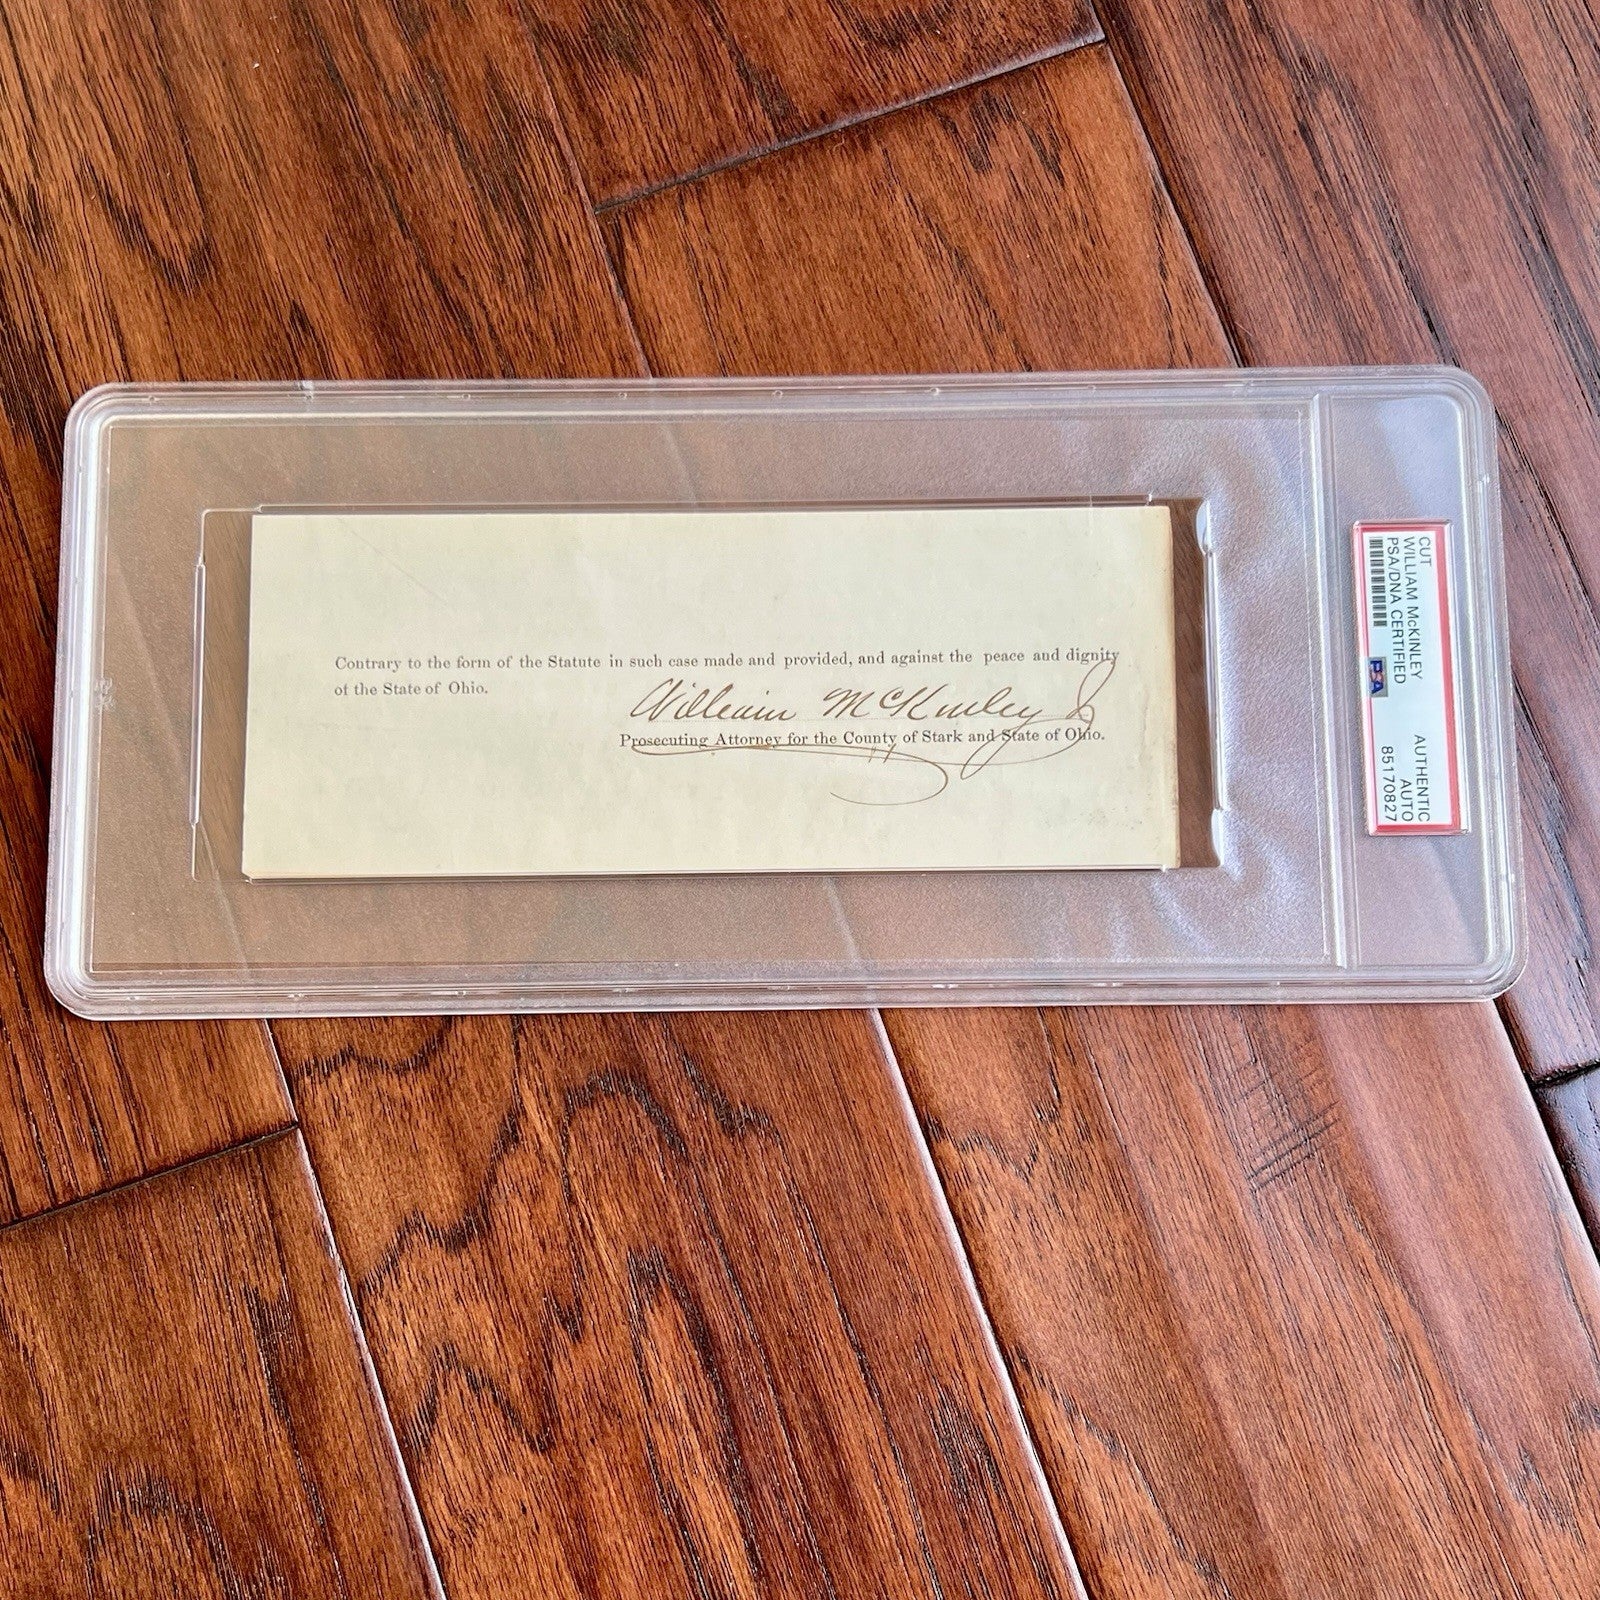 Contrary to the form of the Statute in such case made and provided, and against the peace and dignity
of the State of Ohio.
William McKinley Jr
Prosecuting Attorney for the County of Stark and State of Ohio.
CUT
WILLIAM McKINLEY
PSA/DNA CERTIFIED
PSA
AUTHENTIC
AUTO
85170827